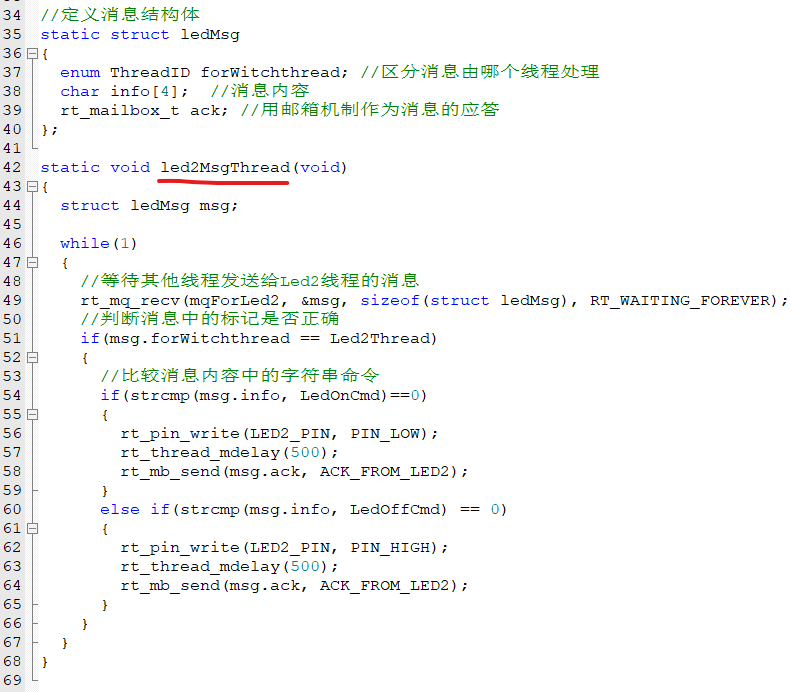 34 //定义消息结构体
35 static struct ledMsg
36 {
37 enum ThreadID forWitchthread; //区分消息由哪个线程处理
38 char info[4]; //消息内容
39 rt_mailbox_t ack; //用邮箱机制作为消息的应答
40 };
41
42 static void led2MsgThread(void)
43 {
44 struct ledMsg msg;
45
46 while(1)
47 {
48 //等待其他线程发送给Led2线程的消息
49 rt_mq_recv(mqForLed2, &msg, sizeof(struct ledMsg), RT_WAITING_FOREVER);
50 //判断消息中的标记是否正确
51 if(msg.forWitchthread == Led2Thread)
52 {
53 //比较消息内容中的字符串命令
54 if(strcmp(msg.info, LedOnCmd)==0)
55 {
56 rt_pin_write(LED2_PIN, PIN_LOW);
57 rt_thread_mdelay(500);
58 rt_mb_send(msg.ack, ACK_FROM_LED2);
59 }
60 else if(strcmp(msg.info, LedOffCmd) == 0)
61 {
62 rt_pin_write(LED2_PIN, PIN_HIGH);
63 rt_thread_mdelay(500);
64 rt_mb_send(msg.ack, ACK_FROM_LED2);
65 }
66 }
67 }
68 }
69